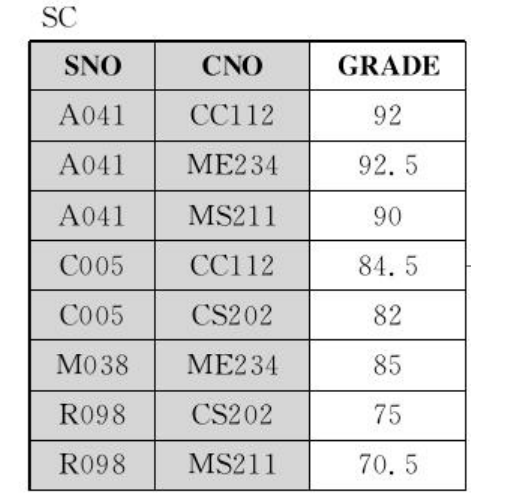 SC
SNO CNO GRADE
A041 CC112 92
A041 ME234 92.5
A041 MS211 90
C005 CC112 84.5
C005 CS202 82
M038 ME234 85
R098 CS202 75
R098 MS211 70.5